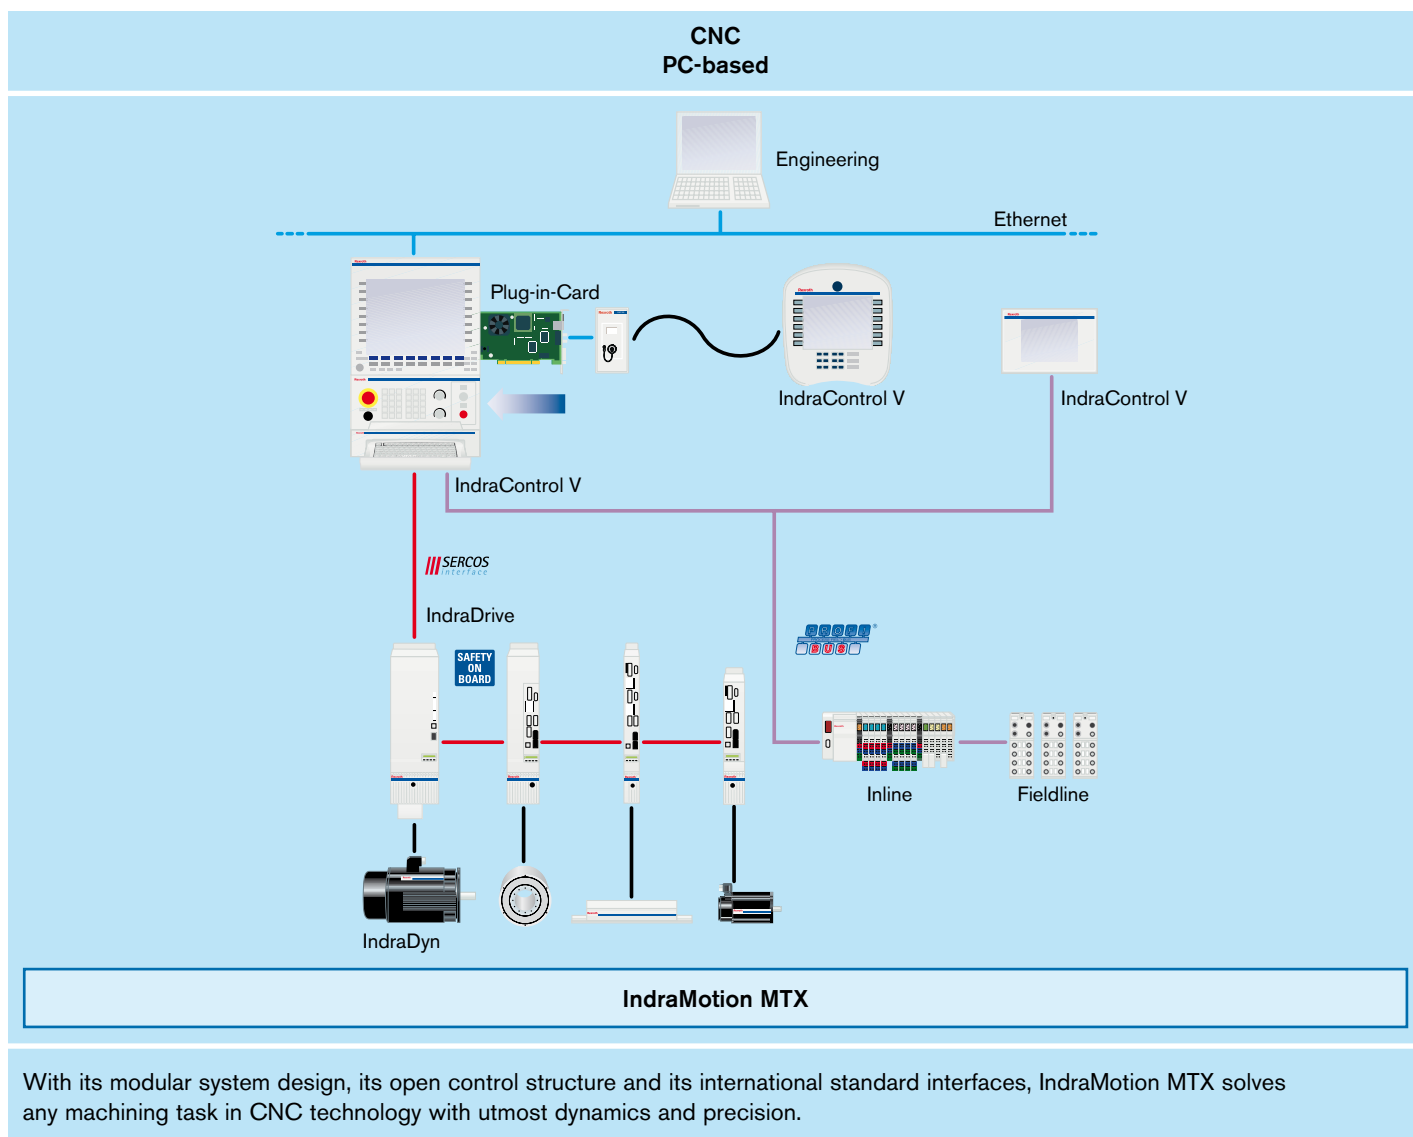 CNC
PC-based
Engineering
Ethernet
Plug-in-Card
IndraControl V
IndraControl V
IndraControl V
SERCOS
interface
IndraDrive
SAFETY
ON
BOARD
PROFI
BUS
®
Inline
Fieldline
IndraDyn
IndraMotion MTX
With its modular system design, its open control structure and its international standard interfaces, IndraMotion MTX solves
any machining task in CNC technology with utmost dynamics and precision.